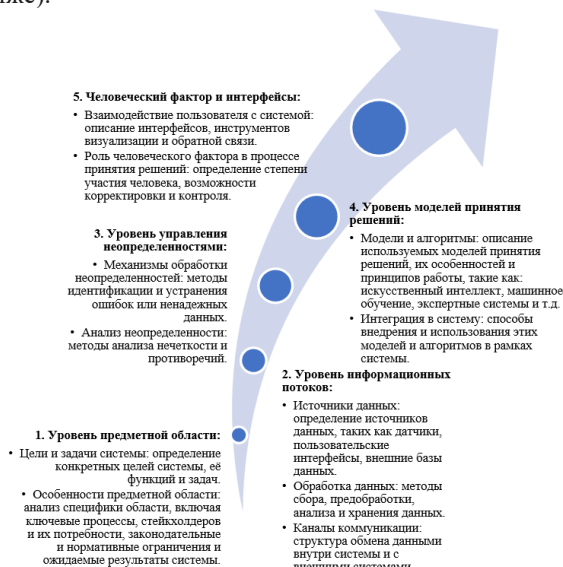 5. Человеческий фактор и интерфейсы:
• Взаимодействие пользователя с системой:
описание интерфейсов, инструментов
визуализации и обратной связи.
• Роль человеческого фактора в процессе
принятия решений: определение степени
участия человека, возможности
корректировки и контроля.
4. Уровень моделей принятия
решений:
• Модели и алгоритмы: описание
используемых моделей принятия
решений, их особенностей и
принципов работы, такие как:
искусственный интеллект, машинное
обучение, экспертные системы и т.д.
• Интеграция в систему: способы
внедрения и использования этих
моделей и алгоритмов в рамках
системы.
3. Уровень управления
неопределенностями:
• Механизмы обработки
неопределенностей: методы
идентификации и устранения
ошибок или ненадежных
данных.
• Анализ неопределенности:
методы анализа нечеткости и
противоречий.
2. Уровень информационных
потоков:
• Источники данных:
определение источников
данных, таких как датчики,
пользовательские
интерфейсы, внешние базы
данных.
• Обработка данных: методы
сбора, предобработки,
анализа и хранения данных.
• Каналы коммуникации:
структура обмена данными
внутри системы и с
внешними системами
1. Уровень предметной области:
• Цели и задачи системы: определение
конкретных целей системы, её
функций и задач.
• Особенности предметной области:
анализ специфики области, включая
ключевые процессы, стейкхолдеров
и их потребности, законодательные
и нормативные ограничения и
ожидаемые результаты системы.